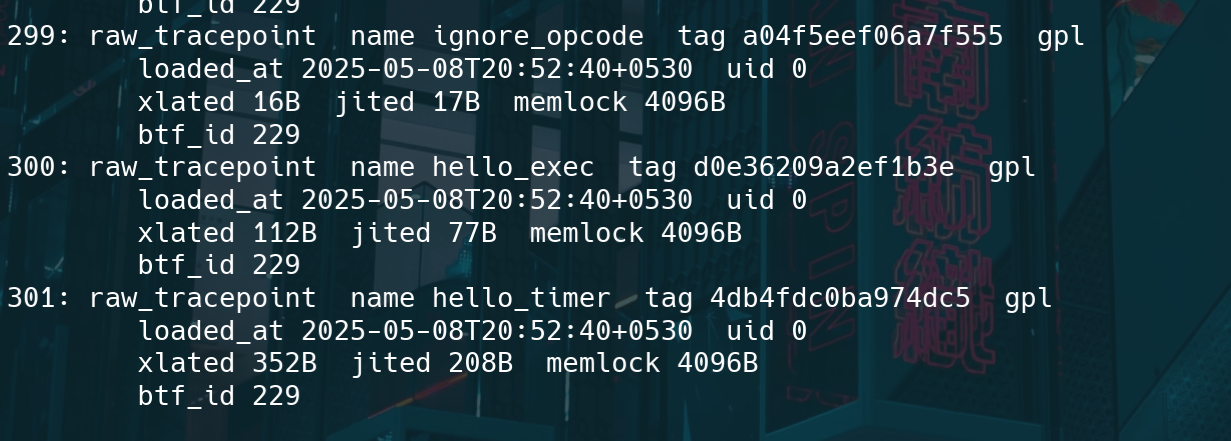 btf_id 229
299: raw_tracepoint  name ignore_opcode  tag a04f5eef06a7f555  gpl
        loaded_at 2025-05-08T20:52:40+0530  uid 0
        xlated 16B  jited 17B  memlock 4096B
        btf_id 229
300: raw_tracepoint  name hello_exec  tag d0e36209a2ef1b3e  gpl
        loaded_at 2025-05-08T20:52:40+0530  uid 0
        xlated 112B  jited 77B  memlock 4096B
        btf_id 229
301: raw_tracepoint  name hello_timer  tag 4db4fdc0ba974dc5  gpl
        loaded_at 2025-05-08T20:52:40+0530  uid 0
        xlated 352B  jited 208B  memlock 4096B
        btf_id 229